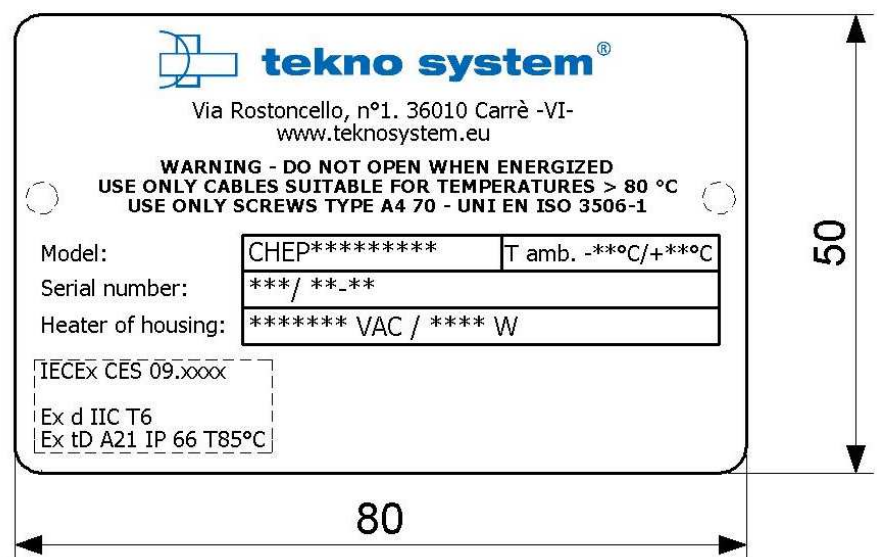 tekno system®
Via Rostoncello, n°1. 36010 Carrè -VI-
www.teknosystem.eu
WARNING - DO NOT OPEN WHEN ENERGIZED
USE ONLY CABLES SUITABLE FOR TEMPERATURES > 80 °C
USE ONLY SCREWS TYPE A4 70 - UNI EN ISO 3506-1
Model: CHEP********* T amb. -**°C/+**°C
Serial number: ***/ **-**
Heater of housing: ******* VAC / **** W
IECEx CES 09.xxxx
Ex d IIC T6
Ex tD A21 IP 66 T85°C
50
80